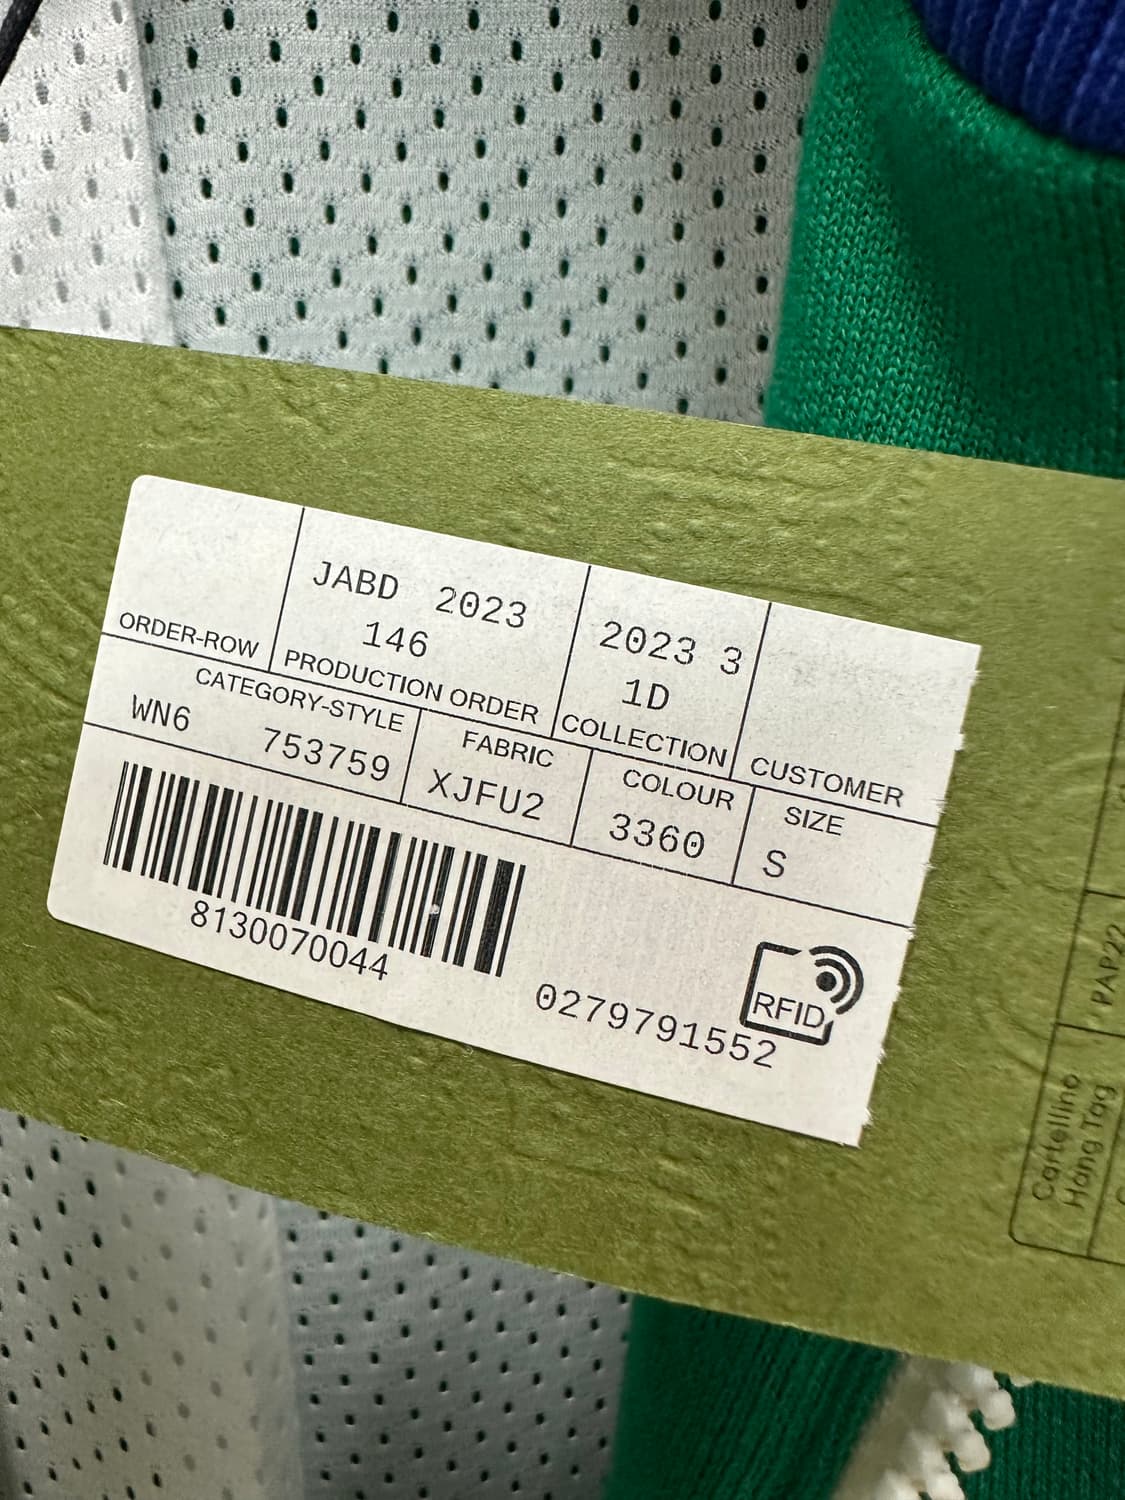 JABD 2023
146
2023 3
1D
ORDER-ROW
PRODUCTION ORDER
COLLECTION
CUSTOMER
CATEGORY-STYLE
WN6 753759
FABRIC
XJFU2
COLOUR
3360
SIZE
S
8130070044
RFID
0279791552
PAP22
Cartellino
Hang Tag